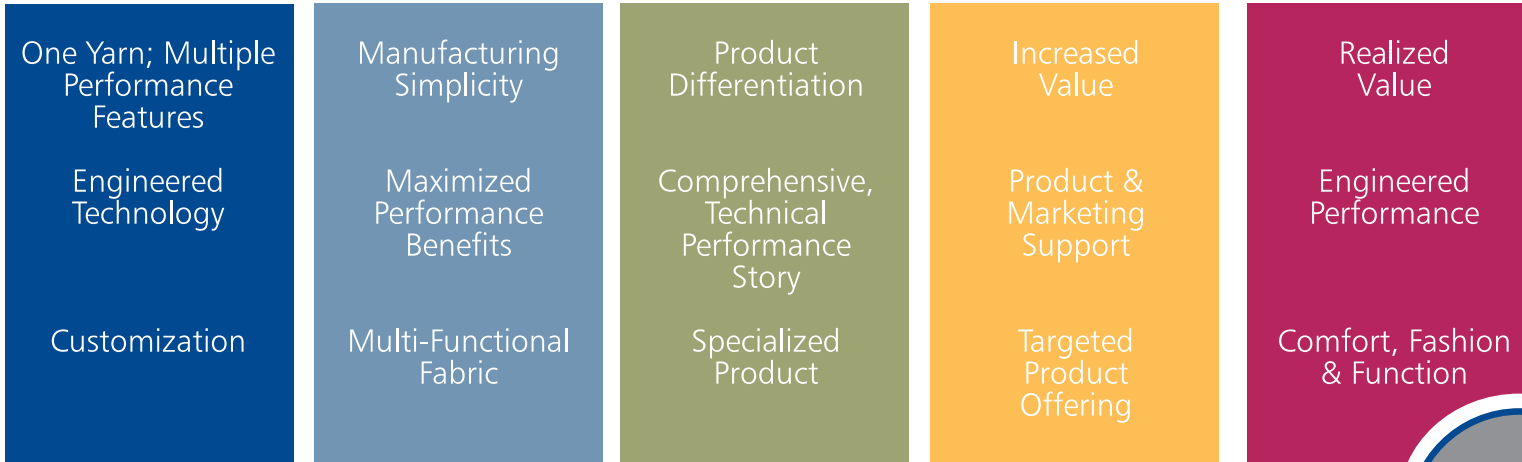 One Yarn; Multiple
Performance
Features
Engineered
Technology
Customization
Manufacturing
Simplicity
Maximized
Performance
Benefits
Multi-Functional
Fabric
Product
Differentiation
Comprehensive,
Technical
Performance
Story
Specialized
Product
Increased
Value
Product &
Marketing
Support
Targeted
Product
Offering
Realized
Value
Engineered
Performance
Comfort, Fashion
& Function